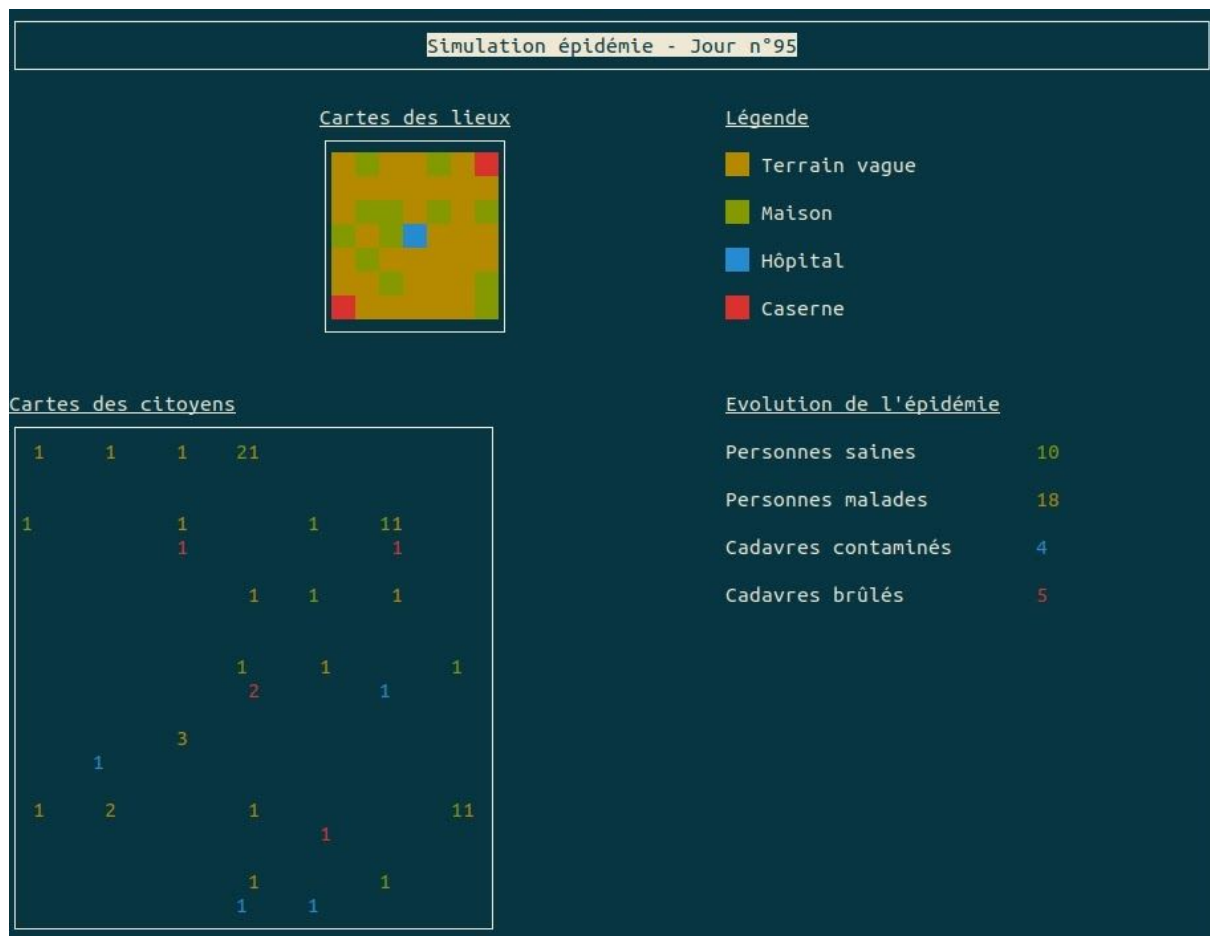 Simulation épidémie - Jour n°95
Cartes des lieux
Légende
Terrain vague
Maison
Hôpital
Caserne
Cartes des citoyens
1 1 1 21
1 1 1 11
1 1
1 1 1
1 1 1
2 1
3
1
1 2 1 11
1
1 1
1 1
Evolution de l'épidémie
Personnes saines 10
Personnes malades 18
Cadavres contaminés 4
Cadavres brûlés 5